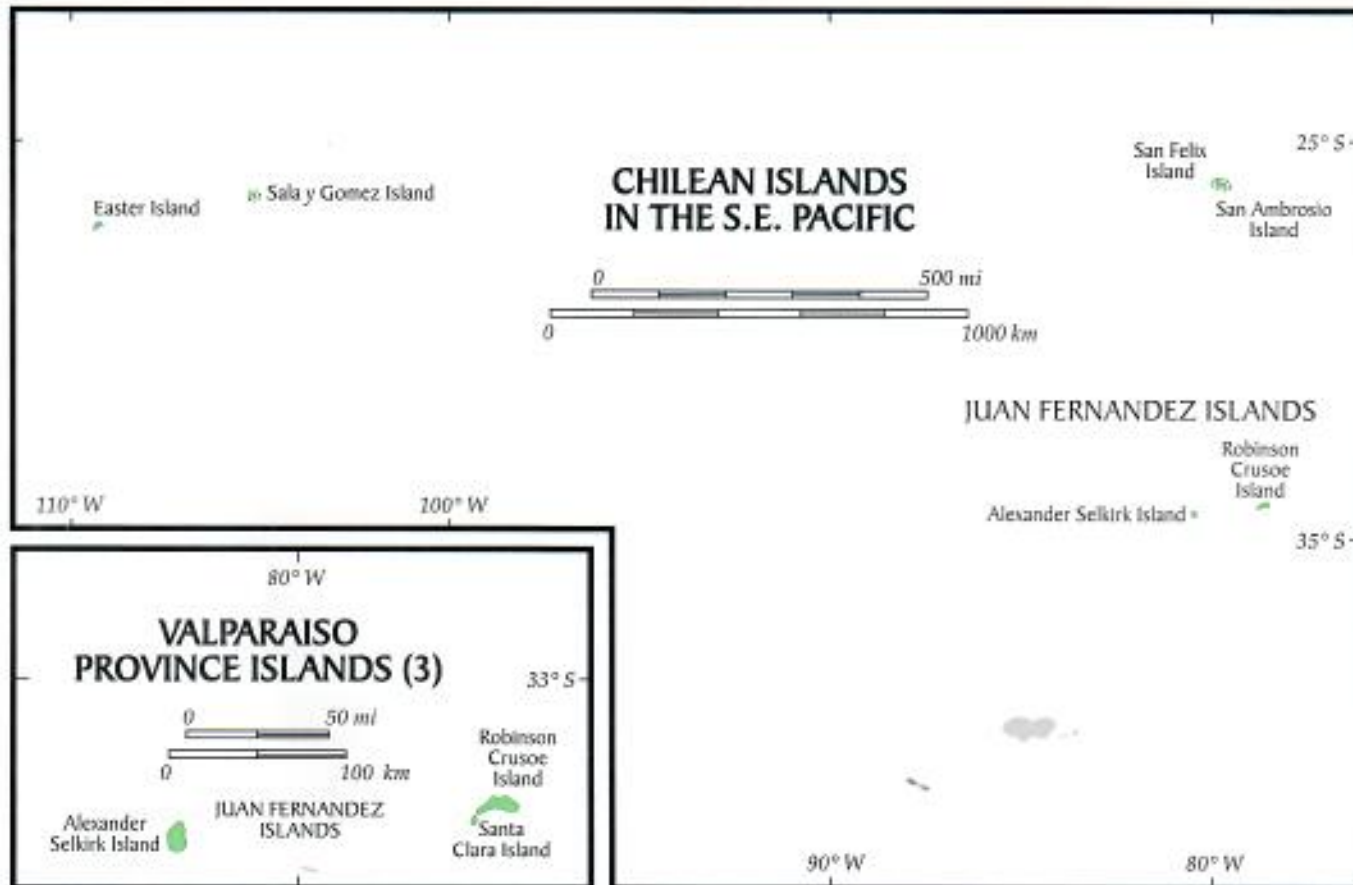 25° S
San Felix
Island
CHILEAN ISLANDS
IN THE S.E. PACIFIC
Sala y Gomez Island
Easter Island
San Ambrosio
Island
0 500 mi
0 1000 km
JUAN FERNANDEZ ISLANDS
Robinson
Crusoe
Island
110° W 100° W
Alexander Selkirk Island
35° S
80° W
VALPARAISO
PROVINCE ISLANDS (3)
33° S
0 50 mi
0 100 km
Robinson
Crusoe
Island
JUAN FERNANDEZ
ISLANDS
Alexander
Selkirk Island
Santa
Clara Island
90° W 80° W